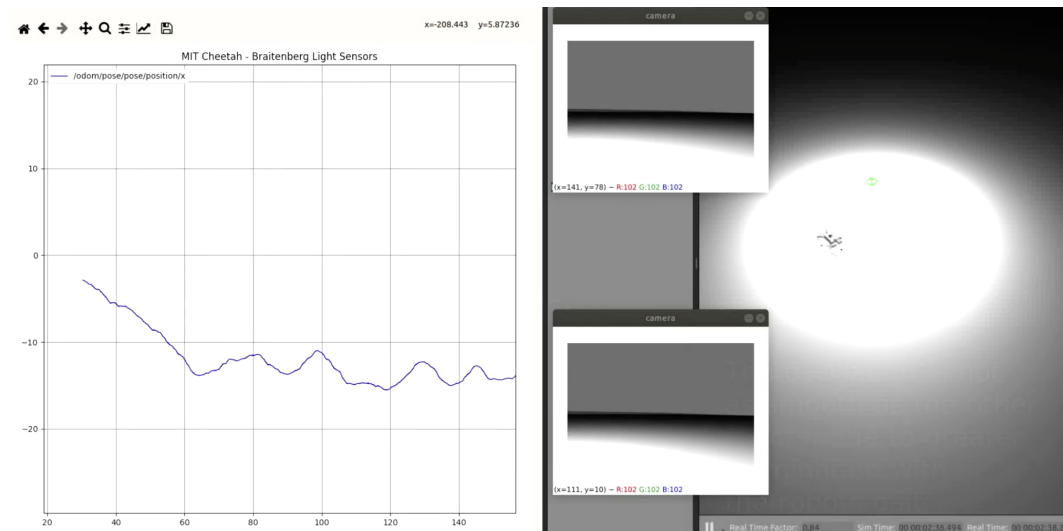 x=-208.443 y=5.87236
MIT Cheetah - Braitenberg Light Sensors
/odom/pose/pose/position/x
20
10
0
−10
−20
20 40 60 80 100 120 140
camera
(x=141, y=78) ~ R:102 G:102 B:102
camera
(x=111, y=10) ~ R:102 G:102 B:102
Real Time Factor: 0.84 Sim Time: 00 00:02:36.494 Real Time: 00 00:02:38